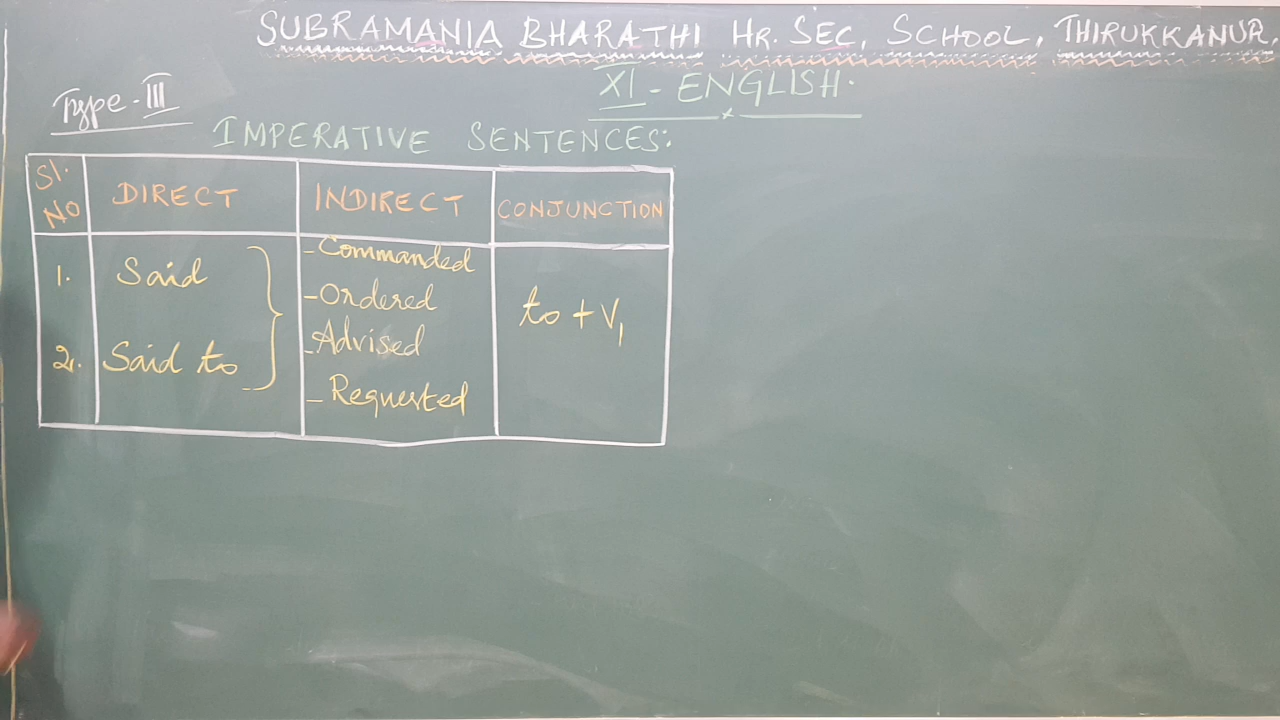 SUBRAMANIA BHARATHI HR. SEC, SCHOOL, THIRUKKANUR.
XI - ENGLISH.
Type - III
IMPERATIVE SENTENCES:
Sl. NO DIRECT INDIRECT CONJUNCTION
1. Said
2. Said to
- Commanded
- Ordered
- Advised
- Requested
to + V1